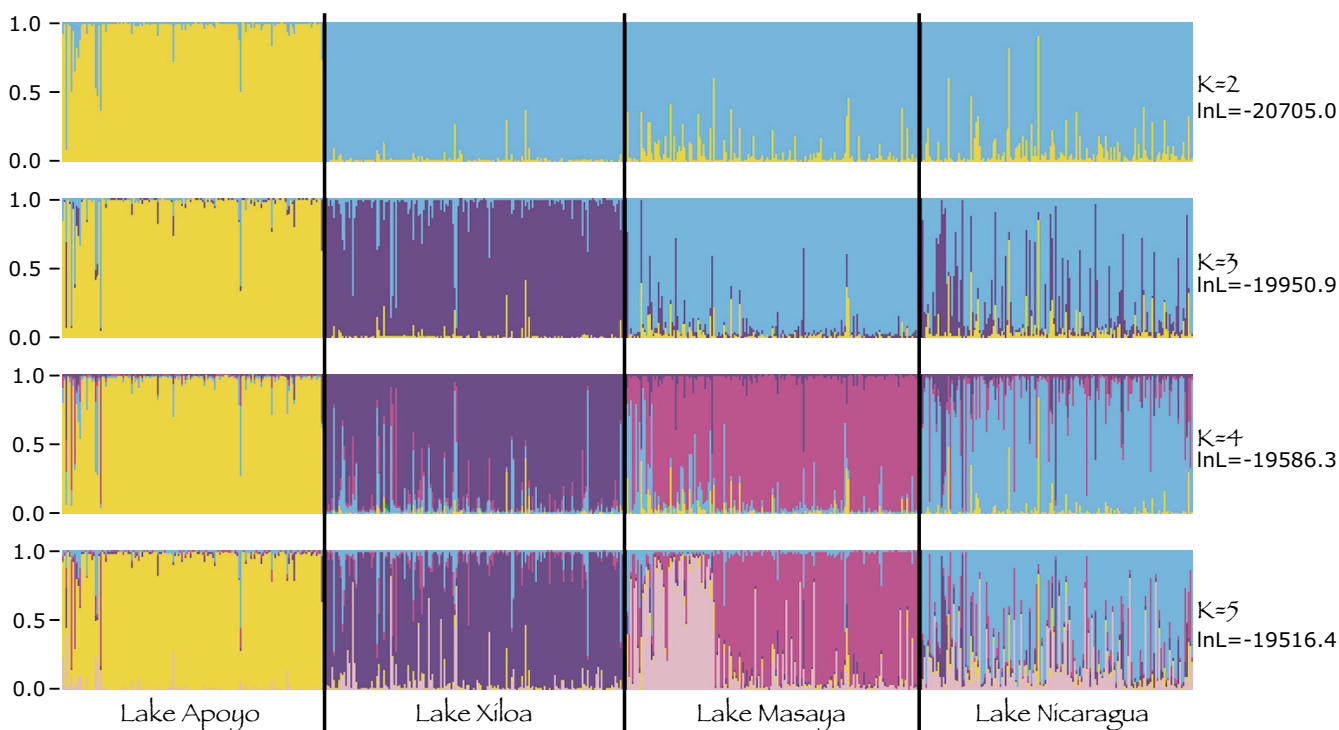 1.0
0.5
0.0
K=2
lnL=-20705.0
1.0
0.5
0.0
K=3
lnL=-19950.9
1.0
0.5
0.0
K=4
lnL=-19586.3
1.0
0.5
0.0
K=5
lnL=-19516.4
Lake Apoyo Lake Xiloa Lake Masaya Lake Nicaragua